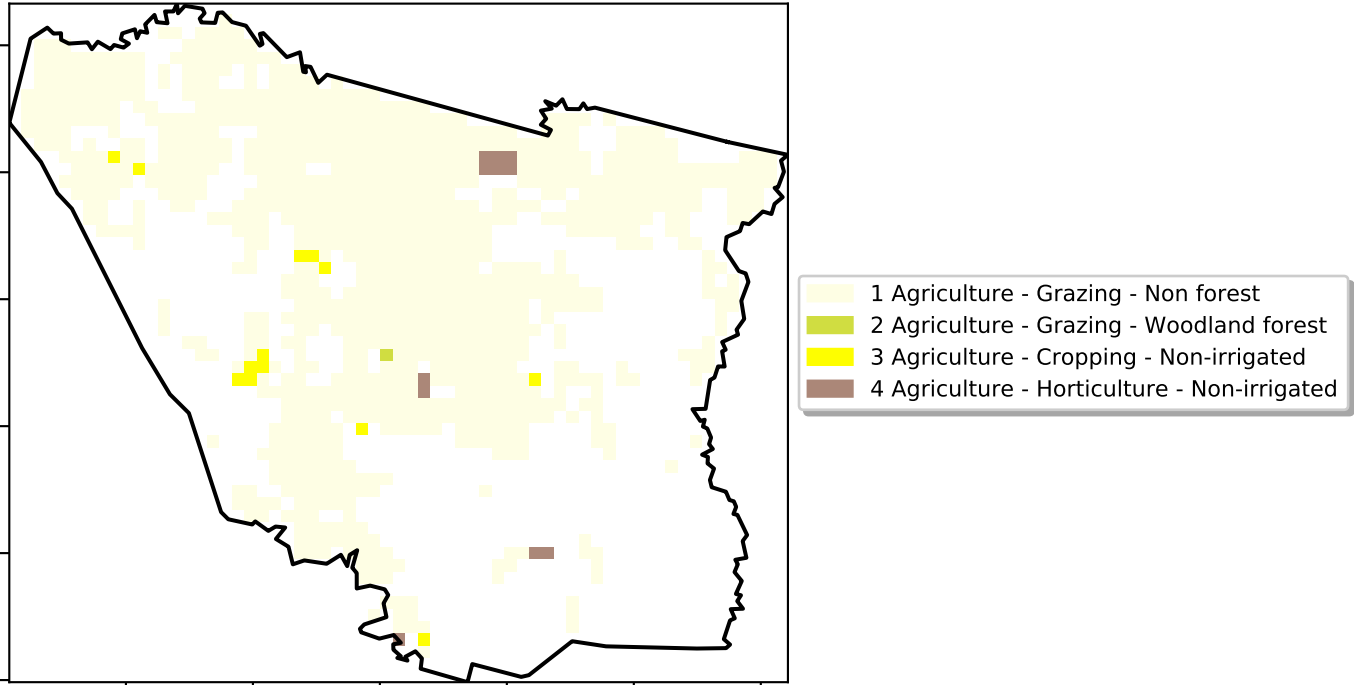 1 Agriculture - Grazing - Non forest
2 Agriculture - Grazing - Woodland forest
3 Agriculture - Cropping - Non-irrigated
4 Agriculture - Horticulture - Non-irrigated